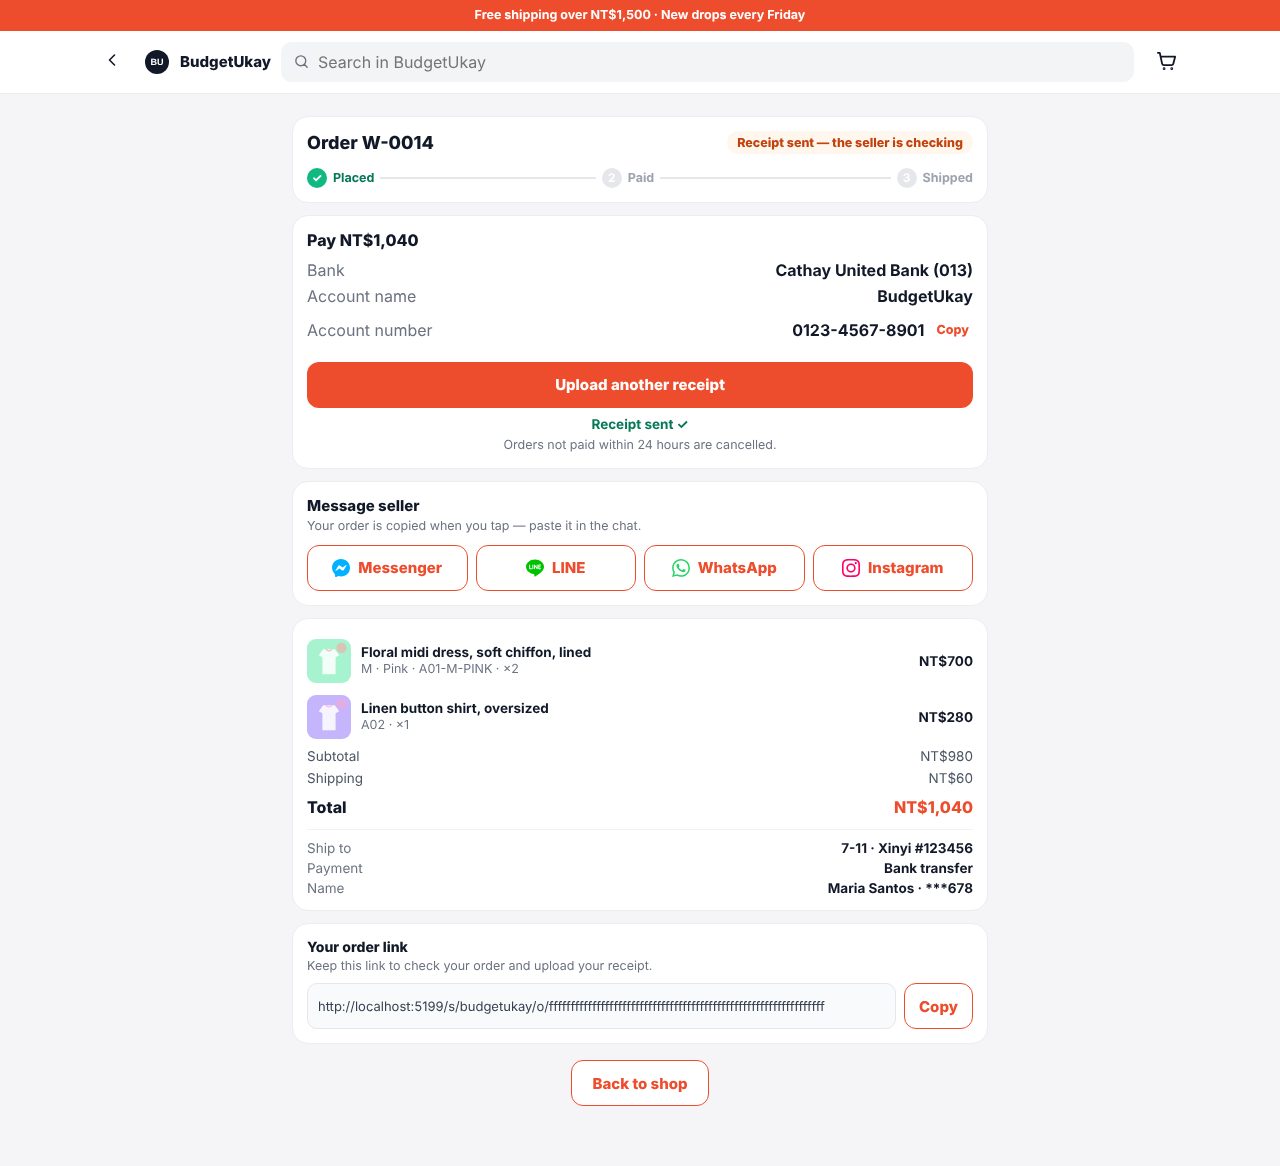 Free shipping over NT$1,500 · New drops every Friday
BU BudgetUkay Search in BudgetUkay
Order W-0014 Receipt sent — the seller is checking
Placed 2 Paid 3 Shipped
Pay NT$1,040
Bank Cathay United Bank (013)
Account name BudgetUkay
Account number 0123-4567-8901 Copy
Upload another receipt
Receipt sent ✓
Orders not paid within 24 hours are cancelled.
Message seller
Your order is copied when you tap — paste it in the chat.
Messenger LINE LINE WhatsApp Instagram
Floral midi dress, soft chiffon, lined
M · Pink · A01-M-PINK · ×2 NT$700
Linen button shirt, oversized
A02 · ×1 NT$280
Subtotal NT$980
Shipping NT$60
Total NT$1,040
Ship to 7-11 · Xinyi #123456
Payment Bank transfer
Name Maria Santos · ***678
Your order link
Keep this link to check your order and upload your receipt.
http://localhost:5199/s/budgetukay/o/ffffffffffffffffffffffffffffffffffffffffffffffffffffffffffffffff Copy
Back to shop